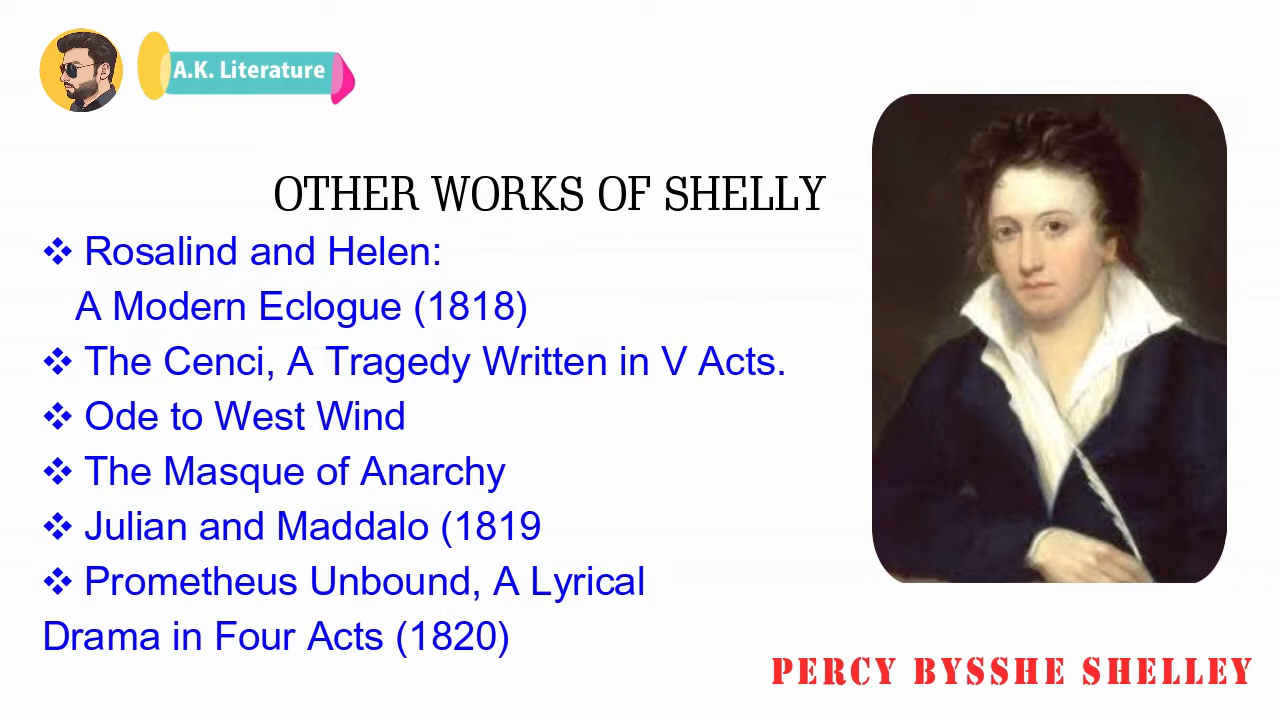 A.K. Literature
OTHER WORKS OF SHELLY
❖ Rosalind and Helen:
A Modern Eclogue (1818)
❖ The Cenci, A Tragedy Written in V Acts.
❖ Ode to West Wind
❖ The Masque of Anarchy
❖ Julian and Maddalo (1819
❖ Prometheus Unbound, A Lyrical
Drama in Four Acts (1820)
PERCY BYSSHE SHELLEY